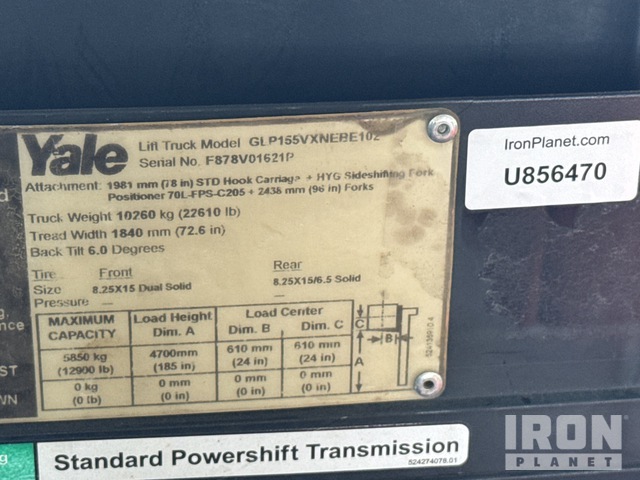 Yale
Lift Truck Model GLP155VXNEBE102
Serial No. F878V01621P
Attachment: 1981 mm (78 in) STD Hook Carriage + HYG Sideshifting Fork
Positioner 70L-FPS-C205 + 2438 mm (96 in) Forks
Truck Weight 10260 kg (22610 lb)
Tread Width 1840 mm (72.6 in)
Back Tilt 6.0 Degrees
Tire Front Rear
Size 8.25X15 Dual Solid 8.25X15/6.5 Solid
Pressure — —
MAXIMUM CAPACITY Load Height Dim. A Load Center Dim. B Dim. C
5850 kg (12900 lb) 4700mm (185 in) 610 mm (24 in) 610 mm (24 in)
0 kg (0 lb) 0 mm (0 in) 0 mm (0 in) 0 mm (0 in)
C
B
A
IronPlanet.com
U856470
Standard Powershift Transmission
524274078.01
IRON
PLANET